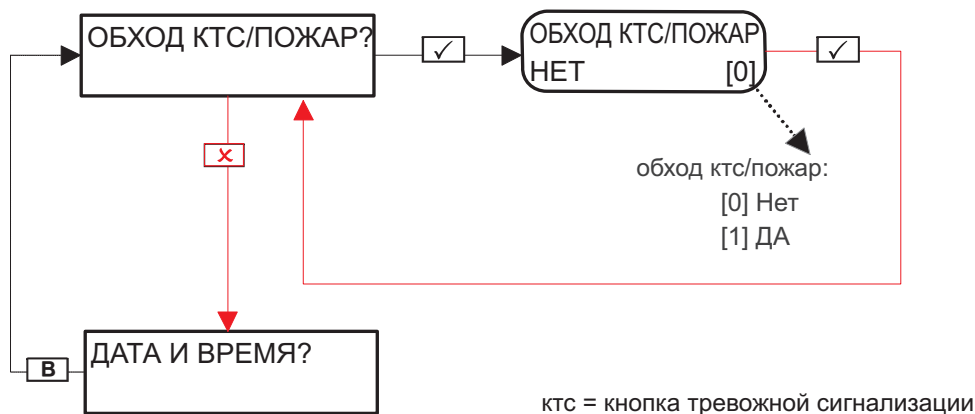 ОБХОД КТС/ПОЖАР?
ОБХОД КТС/ПОЖАР
НЕТ [0]
обход ктс/пожар:
[0] Нет
[1] ДА
ДАТА И ВРЕМЯ?
В
ктс = кнопка тревожной сигнализации